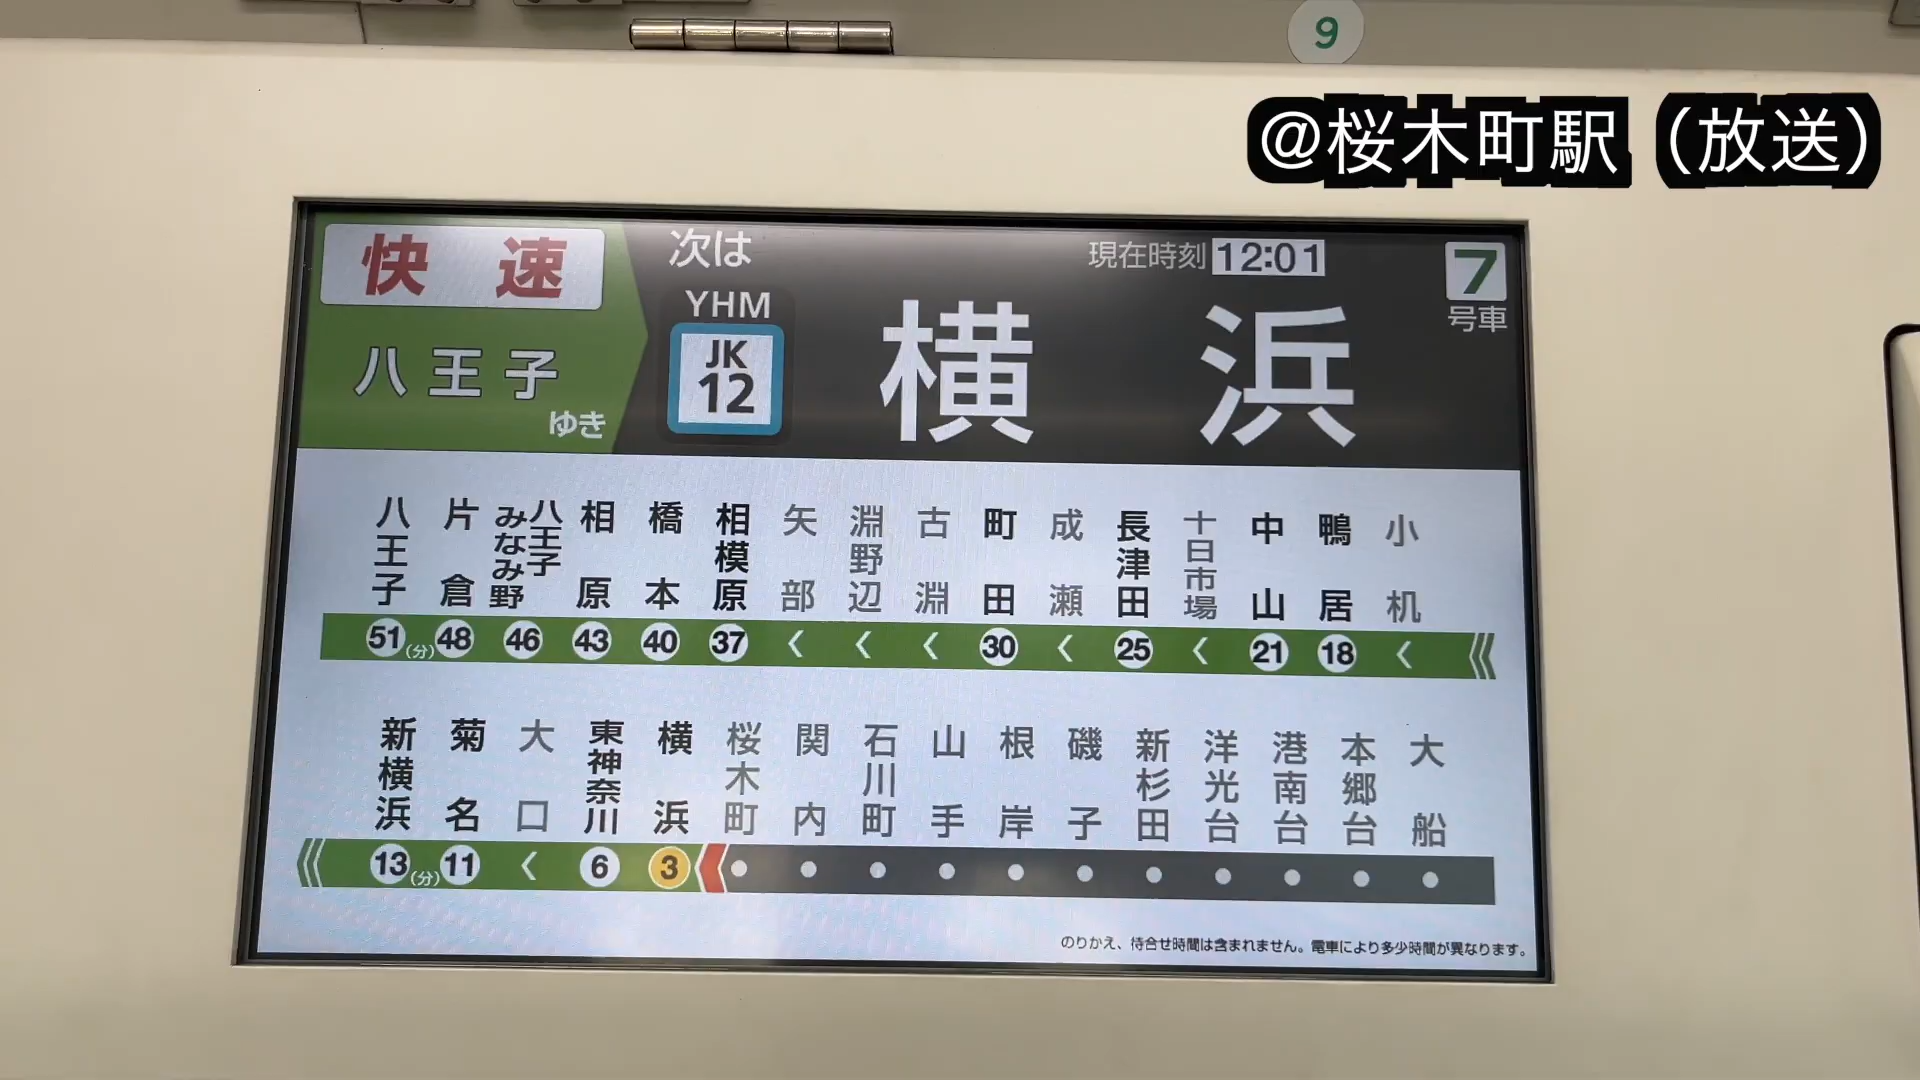 9
@桜木町駅（放送）
快速
次は
現在時刻 12:01
7
号車
YHM
JK
12
横浜
八王子
ゆき
八王子 片倉 八王子みなみ野 相原 橋本 相模原 矢部 淵野辺 古淵 町田 成瀬 長津田 十日市場 中山 鴨居 小机
51 (分) 48 46 43 40 37 30 25 21 18
新横浜 菊名 大口 東神奈川 横浜 桜木町 関内 石川町 山手 根岸 磯子 新杉田 洋光台 港南台 本郷台 大船
13 (分) 11 6 3
のりかえ、待合せ時間は含まれません。電車により多少時間が異なります。